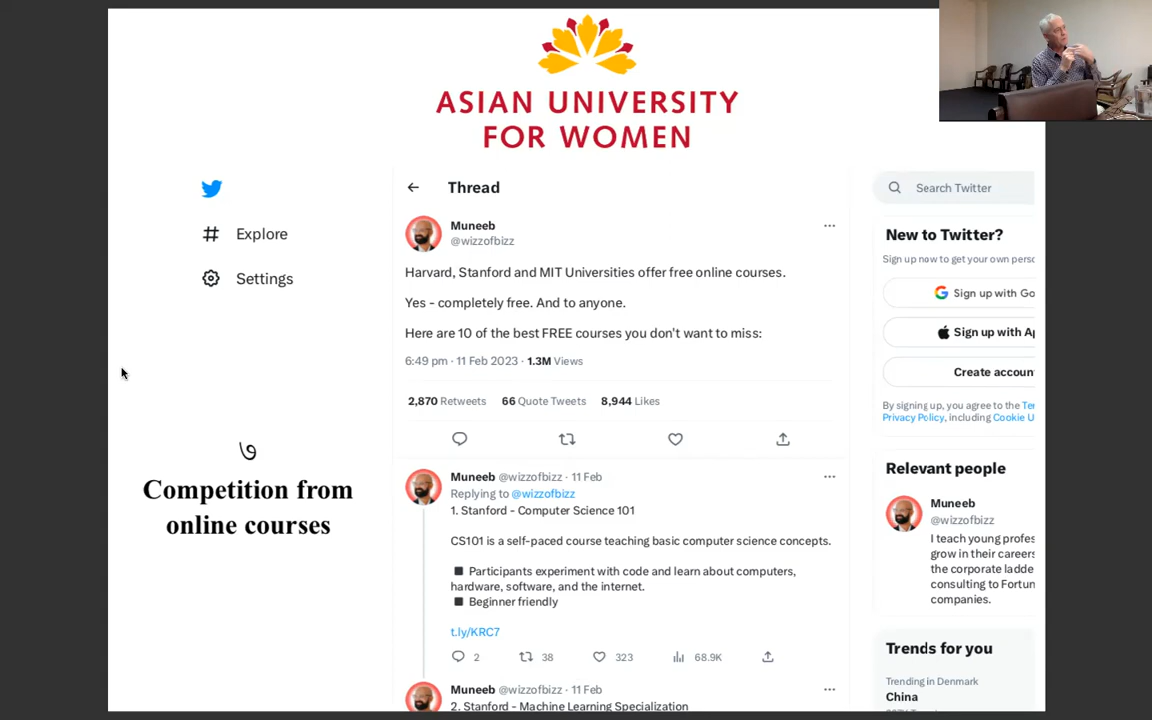 ASIAN UNIVERSITY
FOR WOMEN
Explore
Settings
৩
Competition from
online courses
Thread
Muneeb
@wizzofbizz
Harvard, Stanford and MIT Universities offer free online courses.
Yes - completely free. And to anyone.
Here are 10 of the best FREE courses you don't want to miss:
6:49 pm · 11 Feb 2023 · 1.3M Views
2,870 Retweets 66 Quote Tweets 8,944 Likes
Muneeb @wizzofbizz · 11 Feb
Replying to @wizzofbizz
1. Stanford - Computer Science 101
CS101 is a self-paced course teaching basic computer science concepts.
◼ Participants experiment with code and learn about computers,
hardware, software, and the internet.
◼ Beginner friendly
t.ly/KRC7
2 38 323 68.9K
Muneeb @wizzofbizz · 11 Feb
2. Stanford - Machine Learning Specialization
Search Twitter
New to Twitter?
Sign up now to get your own perso
Sign up with Go
Sign up with Ap
Create accoun
By signing up, you agree to the Ter
Privacy Policy, including Cookie U
Relevant people
Muneeb
@wizzofbizz
I teach young profes
grow in their careers
the corporate ladde
consulting to Fortun
companies.
Trends for you
Trending in Denmark
China